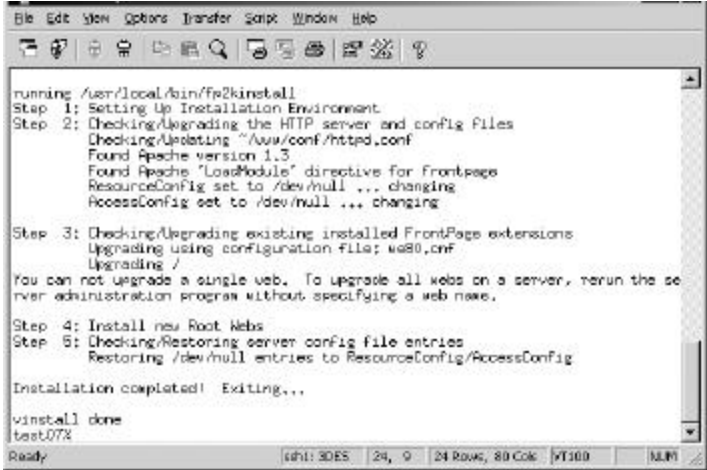 File Edit View Options Transfer Script Window Help
running /usr/local/bin/fp2kinstall
Step 1: Setting Up Installation Environment
Step 2: Checking/Upgrading the HTTP server and config files
Checking/Updating ~/www/conf/httpd.conf
Found Apache version 1.3
Found Apache "LoadModule" directive for frontpage
ResourceConfig set to /dev/null ... changing
AccessConfig set to /dev/null ... changing
Step 3: Checking/Upgrading existing installed FrontPage extensions
Upgrading using configuration file: we80.cnf
Upgrading /
You can not upgrade a single web. To upgrade all webs on a server, rerun the se
rver administration program without specifying a web name.
Step 4: Install new Root Webs
Step 5: Checking/Restoring server config file entries
Restoring /dev/null entries to ResourceConfig/AccessConfig
Installation completed! Exiting...
vinstall done
test07%
Ready ssh1: 3DES 24, 9 24 Rows, 80 Cols VT100 NUM